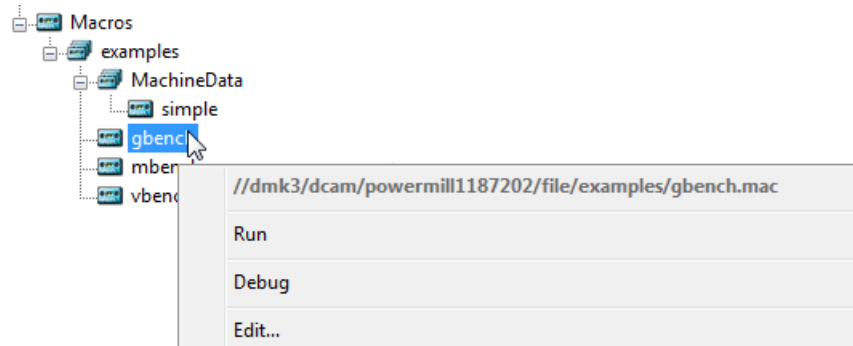 Macros
examples
MachineData
simple
gbench
//dmk3/dcam/powermill1187202/file/examples/gbench.mac
Run
Debug
Edit...